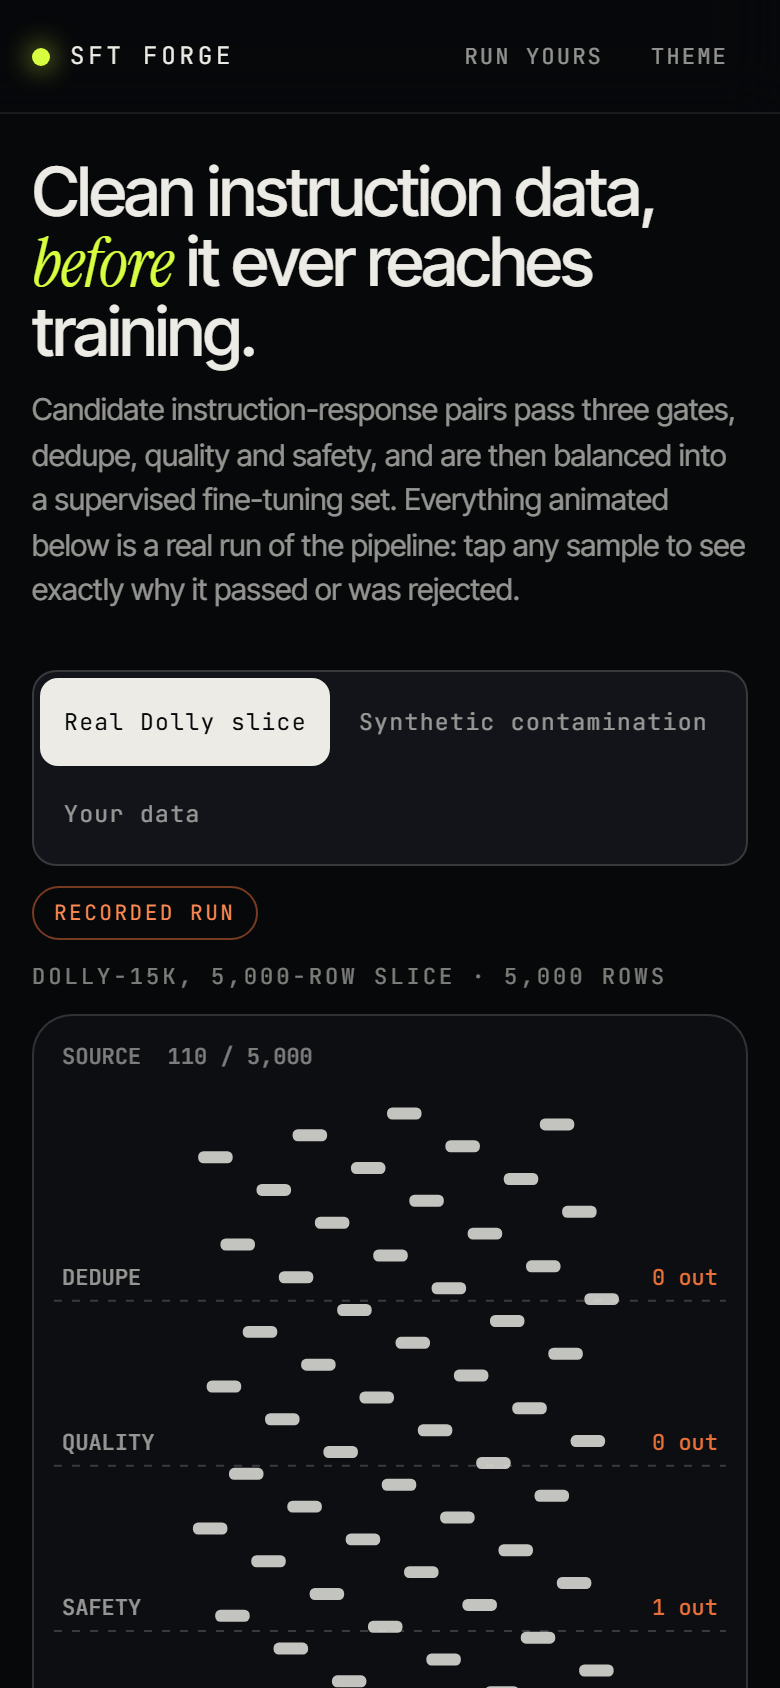 SFT FORGE
RUN YOURS
THEME
Clean instruction data,
before it ever reaches
training.
Candidate instruction-response pairs pass three gates,
dedupe, quality and safety, and are then balanced into
a supervised fine-tuning set. Everything animated
below is a real run of the pipeline: tap any sample to see
exactly why it passed or was rejected.
Real Dolly slice
Synthetic contamination
Your data
RECORDED RUN
DOLLY-15K, 5,000-ROW SLICE · 5,000 ROWS
SOURCE 110 / 5,000
DEDUPE
0 out
QUALITY
0 out
SAFETY
1 out